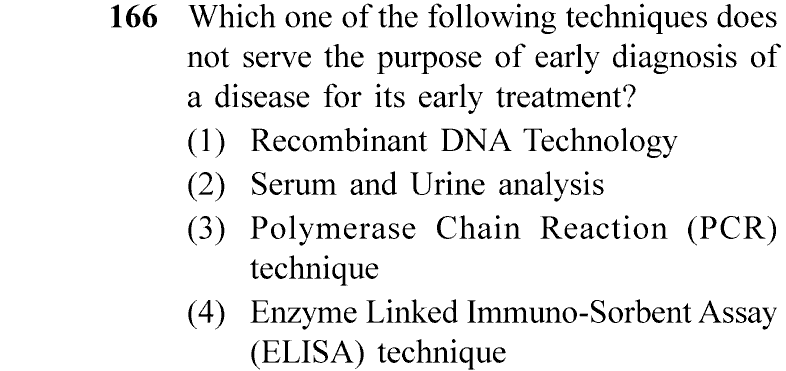 166 Which one of the following techniques does
not serve the purpose of early diagnosis of
a disease for its early treatment?
(1) Recombinant DNA Technology
(2) Serum and Urine analysis
(3) Polymerase Chain Reaction (PCR)
technique
(4) Enzyme Linked Immuno-Sorbent Assay
(ELISA) technique